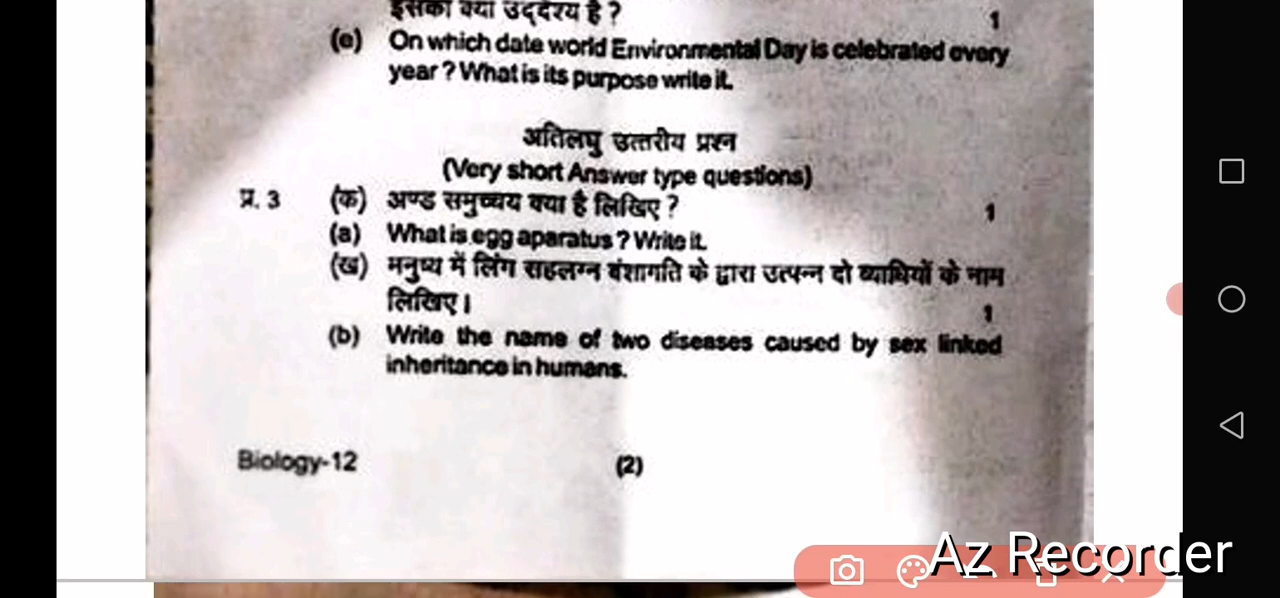 इसका क्या उद्देश्य है ? 1
(e) On which date world Environmental Day is celebrated every
year ? What is its purpose write it.
अतिलघु उत्तरीय प्रश्न
(Very short Answer type questions)
प्र. 3 (क) अण्ड समुच्चय क्या है लिखिए ? 1
(a) What is egg aparatus ? Write it.
(ख) मनुष्य में लिंग सहलग्न वंशागति के द्वारा उत्पन्न दो व्याधियों के नाम
लिखिए । 1
(b) Write the name of two diseases caused by sex linked
inheritance in humans.
Biology-12 (2)
Az Recorder